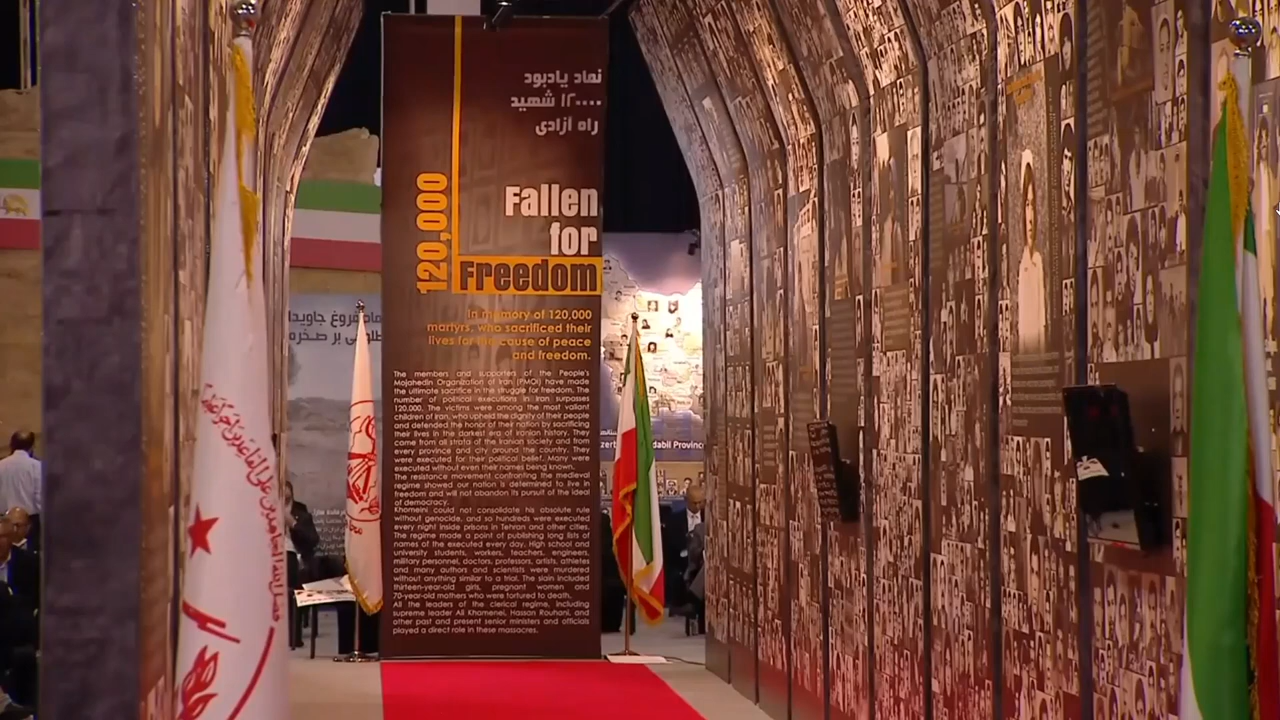 نماد یادبود
۱۲۰۰۰۰ شهید
راه آزادی
120,000
Fallen
for
Freedom
In memory of 120,000
martyrs, who sacrificed their
lives for the cause of peace
and freedom.
The members and supporters of the People's
Mojahedin Organization of Iran (PMOI) have made
the ultimate sacrifice in the struggle for freedom. The
number of political executions in Iran surpasses
120,000. The victims were among the most valiant
children of Iran, who upheld the dignity of their people
and defended the honor of their nation by sacrificing
their lives in the darkest era of Iranian history. They
come from all strata of the Iranian society and from
every province and city around the country. They
were executed for their political belief. Many were
executed without even their names being known.
The resistance movement confronting the medieval
regime showed our nation is determined to live in
freedom and will not abandon its pursuit of the ideal
of democracy.
Khomeini could not consolidate his absolute rule
without genocide, and so hundreds were executed
every night inside prisons in Tehran and other cities.
The regime made a point of publishing long lists of
names of the executed every day. High school and
university students, workers, teachers, engineers,
military personnel, doctors, professors, artists, athletes
and many authors and scientists were murdered
without anything similar to a trial. The slain included
thirteen-year-old girls, pregnant women and
70-year-old mothers who were tortured to death.
All the leaders of the clerical regime, including
supreme leader Ali Khamenei, Hassan Rouhani, and
other past and present senior ministers and officials
played a direct role in these massacres.
فروغ جاویدا
بر صخره
dabil Provinc